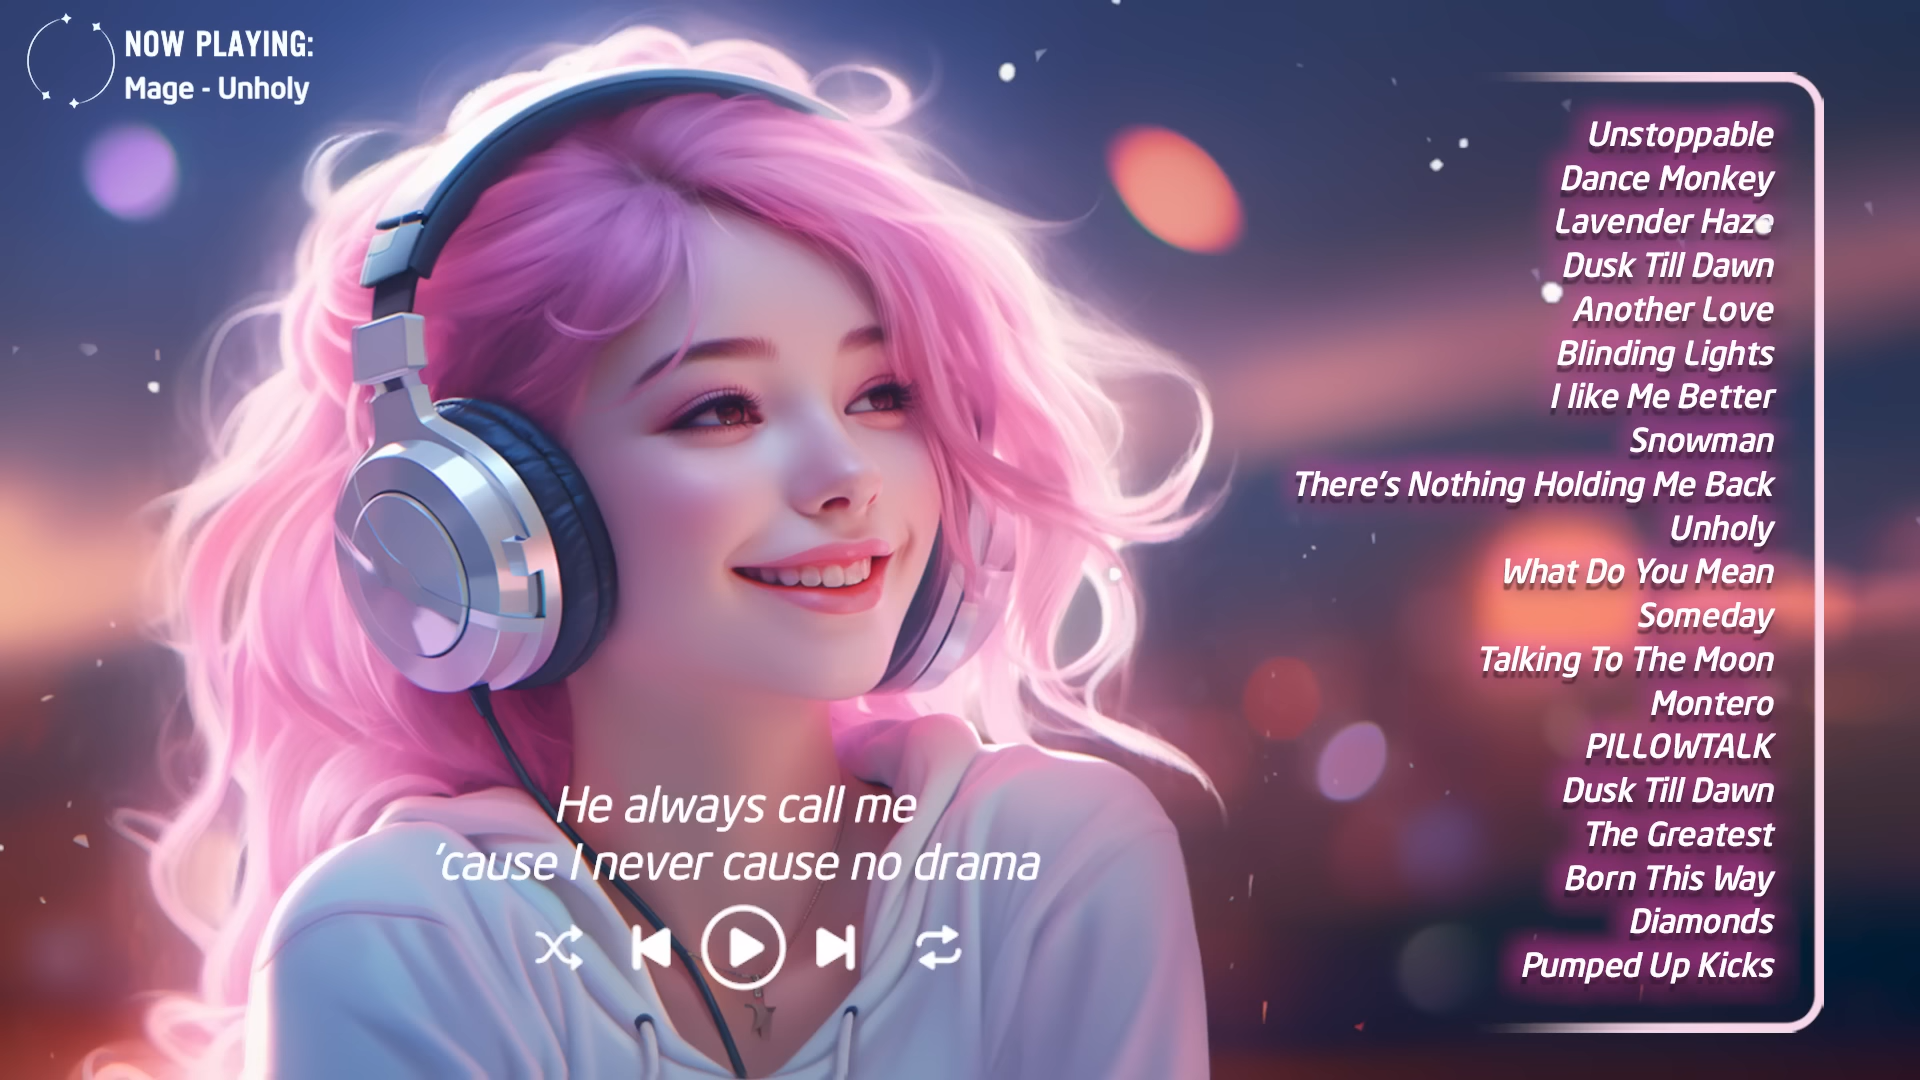 NOW PLAYING:
Mage - Unholy
Unstoppable
Dance Monkey
Lavender Haze
Dusk Till Dawn
Another Love
Blinding Lights
I like Me Better
Snowman
There's Nothing Holding Me Back
Unholy
What Do You Mean
Someday
Talking To The Moon
Montero
PILLOWTALK
Dusk Till Dawn
The Greatest
Born This Way
Diamonds
Pumped Up Kicks
He always call me
'cause I never cause no drama